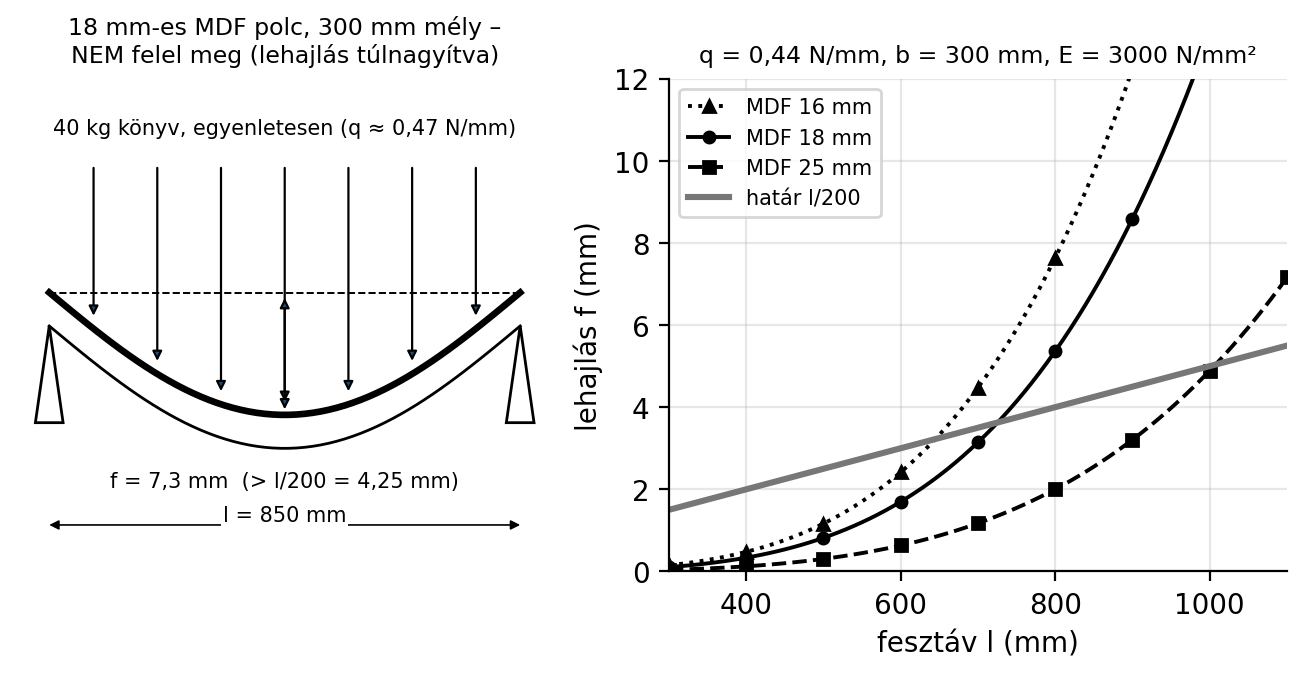 18 mm-es MDF polc, 300 mm mély –
NEM felel meg (lehajlás túlnagyítva)
40 kg könyv, egyenletesen (q ≈ 0,47 N/mm)
f = 7,3 mm  (> l/200 = 4,25 mm)
l = 850 mm
q = 0,44 N/mm, b = 300 mm, E = 3000 N/mm²
MDF 16 mm
MDF 18 mm
MDF 25 mm
határ l/200
lehajlás f (mm)
12
10
8
6
4
2
0
400 600 800 1000
fesztáv l (mm)